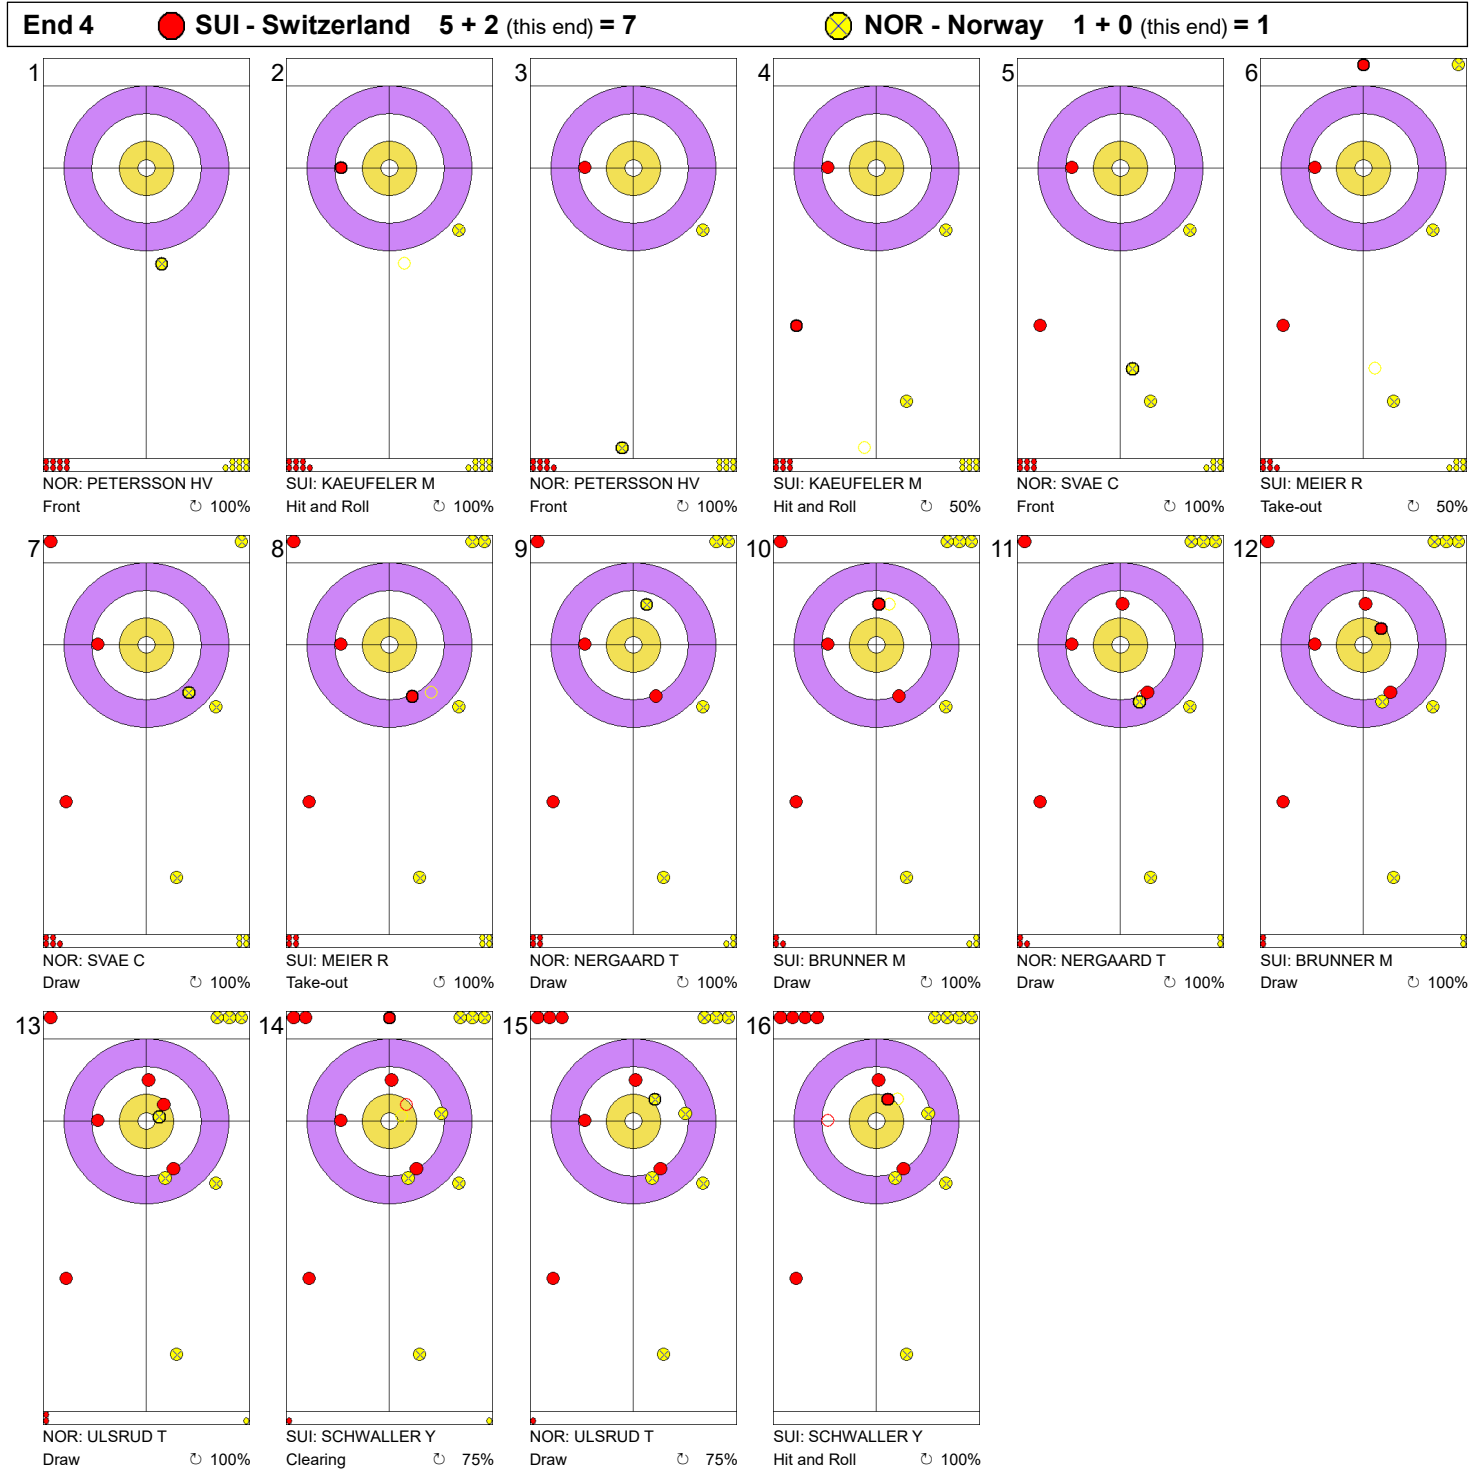 End 4 SUI - Switzerland 5 + 2 (this end) = 7 NOR - Norway 1 + 0 (this end) = 1
1 2 3 4 5 6
NOR: PETERSSON HV SUI: KAEUFELER M NOR: PETERSSON HV SUI: KAEUFELER M NOR: SVAE C SUI: MEIER R
Front ↻ 100% Hit and Roll ↻ 100% Front ↻ 100% Hit and Roll ↻ 50% Front ↻ 100% Take-out ↻ 50%
7 8 9 10 11 12
NOR: SVAE C SUI: MEIER R NOR: NERGAARD T SUI: BRUNNER M NOR: NERGAARD T SUI: BRUNNER M
Draw ↻ 100% Take-out ↻ 100% Draw ↻ 100% Draw ↻ 100% Draw ↻ 100% Draw ↻ 100%
13 14 15 16
NOR: ULSRUD T SUI: SCHWALLER Y NOR: ULSRUD T SUI: SCHWALLER Y
Draw ↻ 100% Clearing ↻ 75% Draw ↻ 75% Hit and Roll ↻ 100%